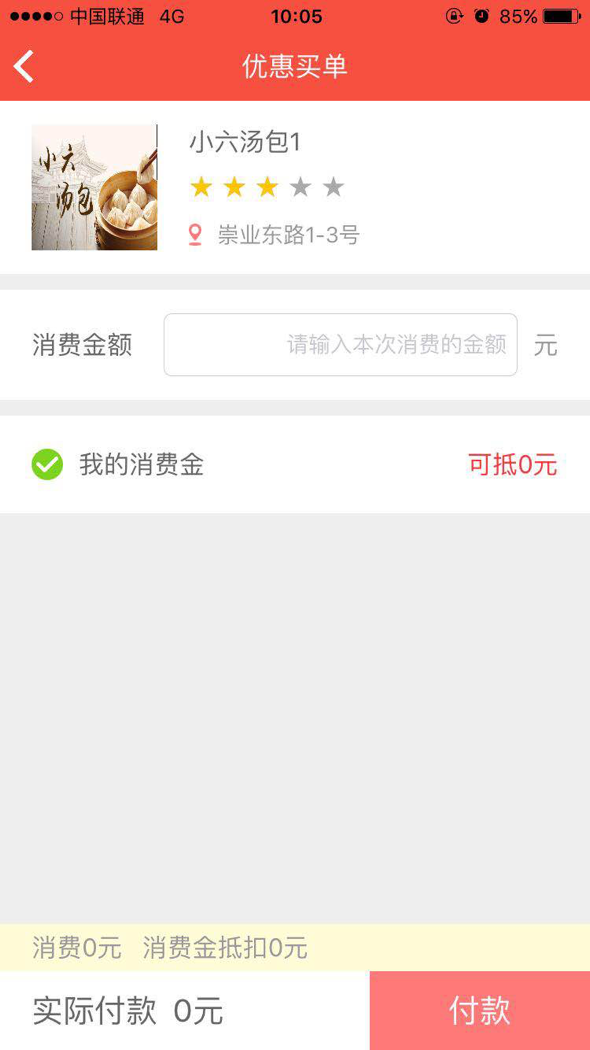 中国联通 4G 10:05 85%
优惠买单
小六汤包1
小六
汤包
崇业东路1-3号
消费金额 请输入本次消费的金额 元
我的消费金 可抵0元
消费0元 消费金抵扣0元
实际付款 0元 付款